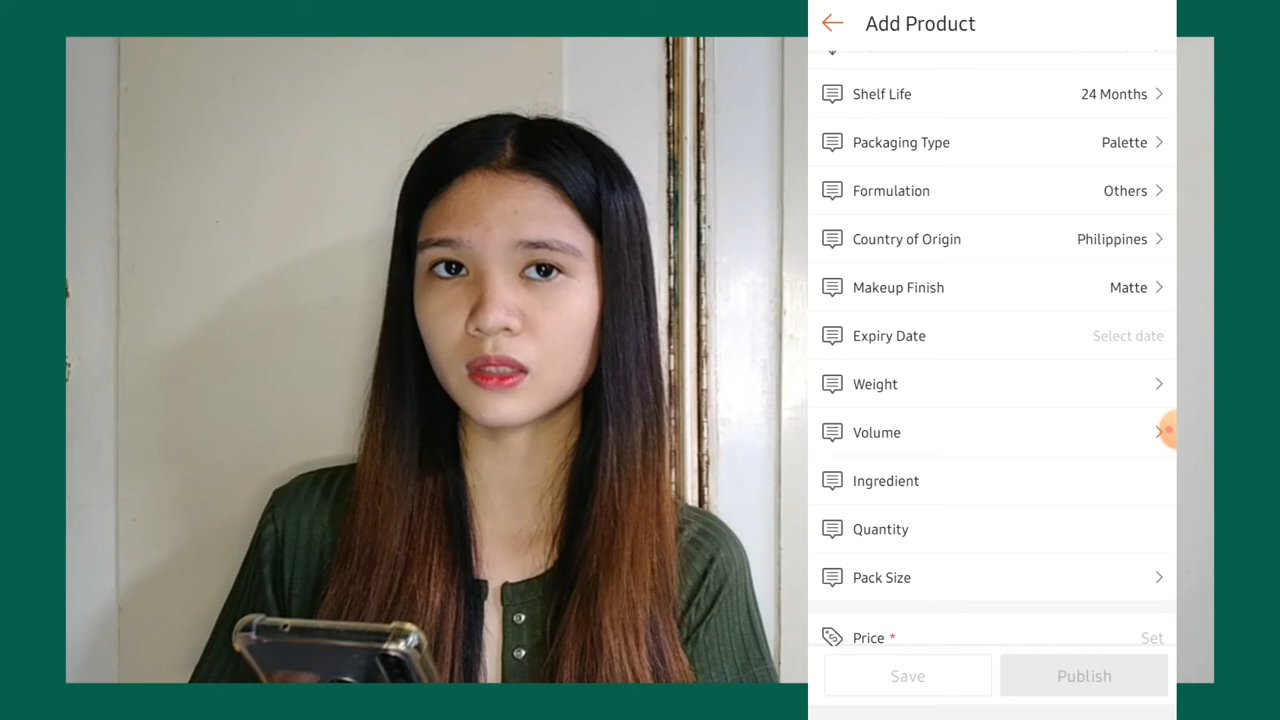 Add Product
Shelf Life 24 Months
Packaging Type Palette
Formulation Others
Country of Origin Philippines
Makeup Finish Matte
Expiry Date Select date
Weight
Volume
Ingredient
Quantity
Pack Size
Price * Set
Save Publish